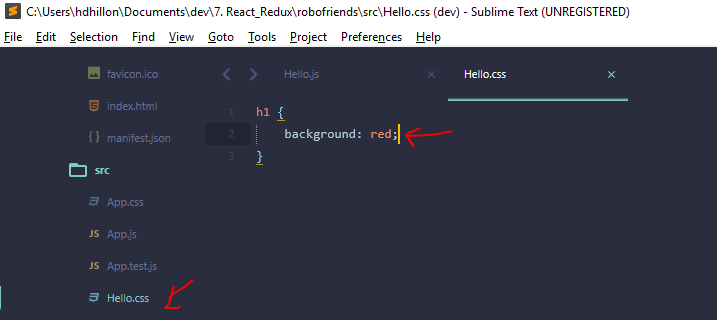 C:\Users\hdhillon\Documents\dev\7. React_Redux\robofriends\src\Hello.css (dev) - Sublime Text (UNREGISTERED)
File Edit Selection Find View Goto Tools Project Preferences Help
favicon.ico
index.html
{ } manifest.json
src
App.css
JS App.js
JS App.test.js
Hello.css
Hello.js × Hello.css ×
1 h1 {
2 background: red;
3 }